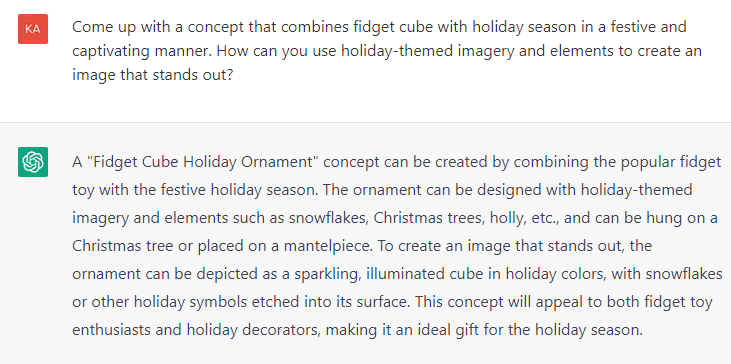 KA
Come up with a concept that combines fidget cube with holiday season in a festive and
captivating manner. How can you use holiday-themed imagery and elements to create an
image that stands out?
A "Fidget Cube Holiday Ornament" concept can be created by combining the popular fidget
toy with the festive holiday season. The ornament can be designed with holiday-themed
imagery and elements such as snowflakes, Christmas trees, holly, etc., and can be hung on a
Christmas tree or placed on a mantelpiece. To create an image that stands out, the
ornament can be depicted as a sparkling, illuminated cube in holiday colors, with snowflakes
or other holiday symbols etched into its surface. This concept will appeal to both fidget toy
enthusiasts and holiday decorators, making it an ideal gift for the holiday season.